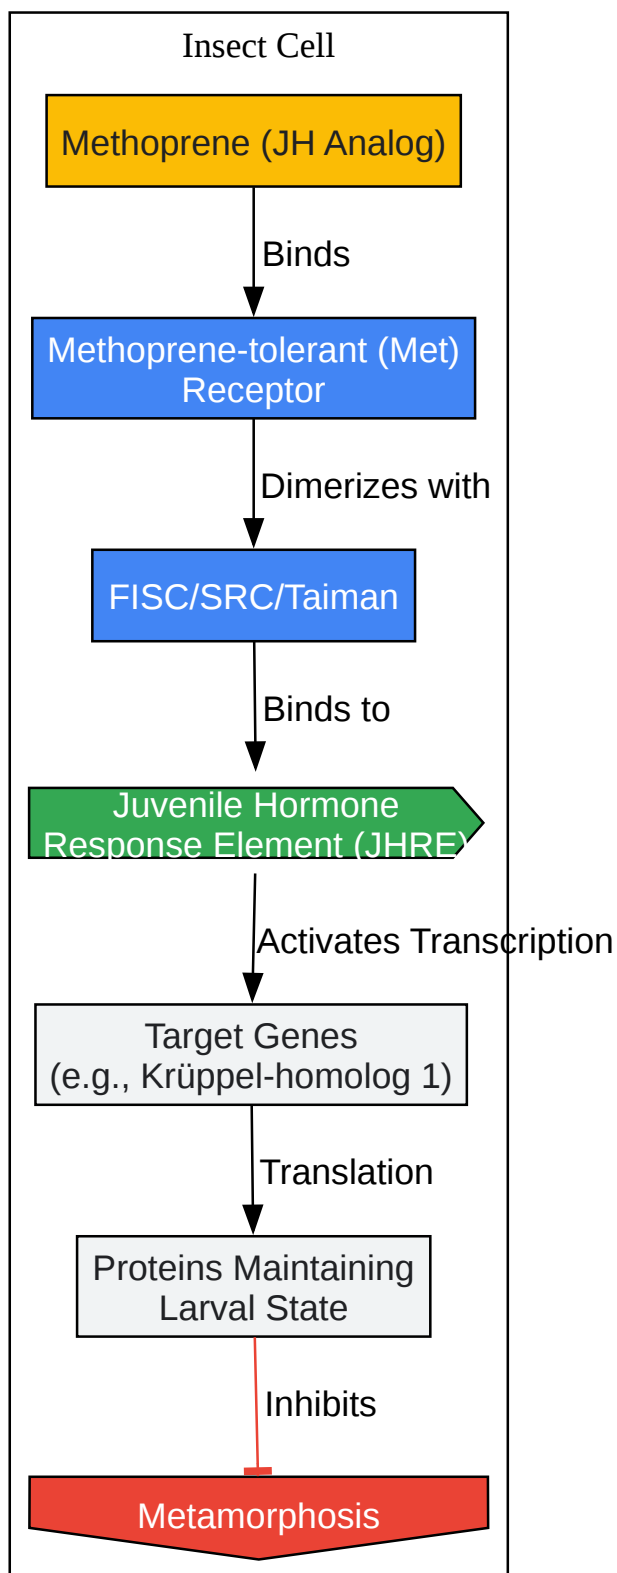 Insect Cell
Methoprene (JH Analog)
Binds
Methoprene-tolerant (Met)
Receptor
Dimerizes with
FISC/SRC/Taiman
Binds to
Juvenile Hormone
Response Element (JHRE)
Activates Transcription
Target Genes
(e.g., Krüppel-homolog 1)
Translation
Proteins Maintaining
Larval State
Inhibits
Metamorphosis